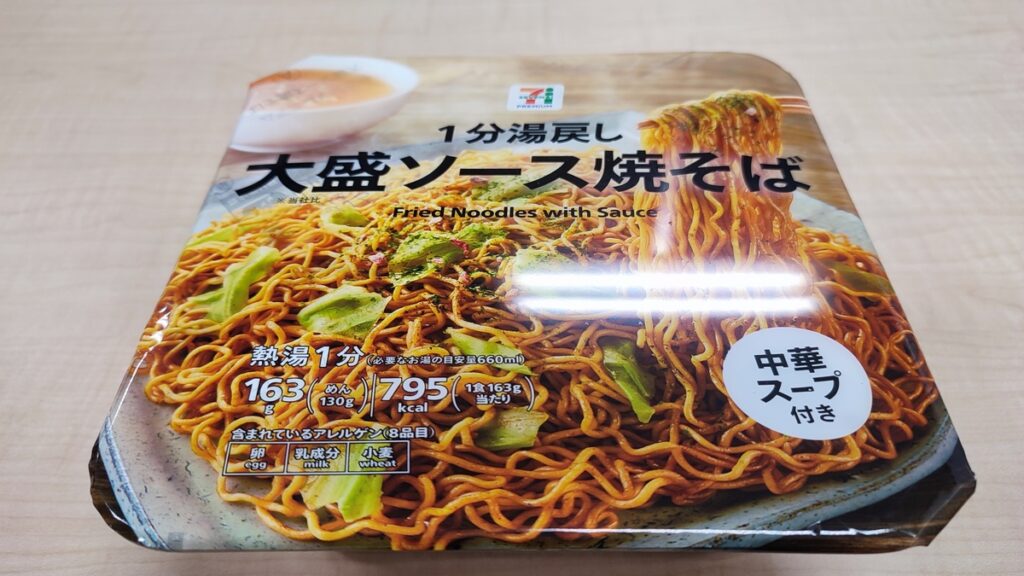 7
PREMIUM
1分湯戻し
大盛ソース焼そば
※当社比
Fried Noodles with Sauce
熱湯1分(必要なお湯の目安量660ml)
163g(めん130g) 795kcal(1食163g当たり)
含まれているアレルゲン(8品目)
卵 乳成分 小麦
egg milk wheat
中華
スープ
付き